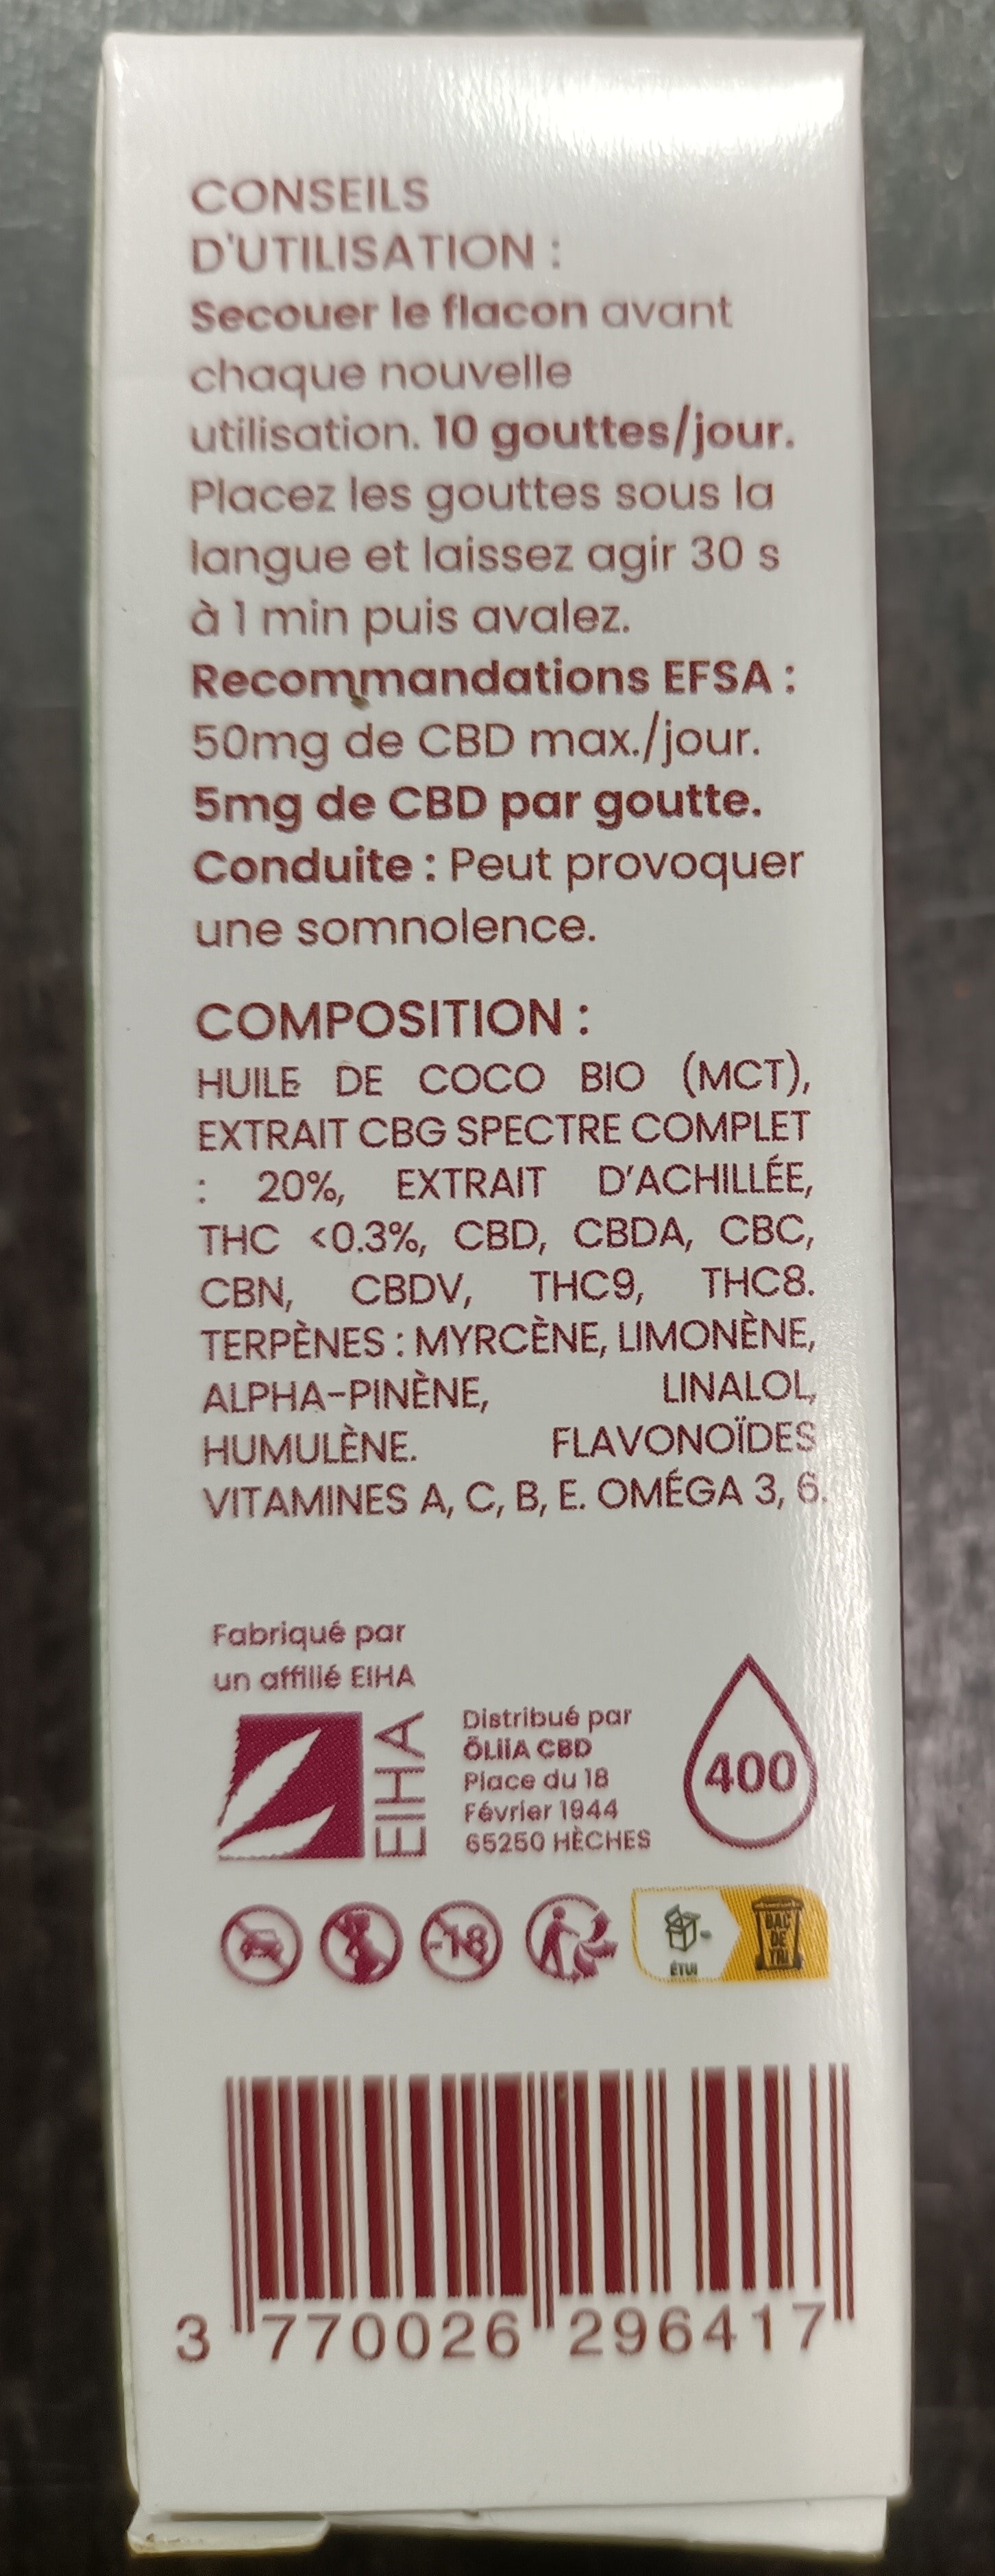 CONSEILS
D'UTILISATION :
Secouer le flacon avant
chaque nouvelle
utilisation. 10 gouttes/jour.
Placez les gouttes sous la
langue et laissez agir 30 s
à 1 min puis avalez.
Recommandations EFSA :
50mg de CBD max./jour.
5mg de CBD par goutte.
Conduite : Peut provoquer
une somnolence.
COMPOSITION :
HUILE DE COCO BIO (MCT),
EXTRAIT CBG SPECTRE COMPLET
: 20%, EXTRAIT D'ACHILLÉE,
THC <0.3%, CBD, CBDA, CBC,
CBN, CBDV, THC9, THC8.
TERPÈNES : MYRCÈNE, LIMONÈNE,
ALPHA-PINÈNE, LINALOL,
HUMULÈNE. FLAVONOÏDES
VITAMINES A, C, B, E. OMÉGA 3, 6.
Fabriqué par
un affilié EIHA
EIHA
Distribué par
ÖLIIA CBD
Place du 18
Février 1944
65250 HÈCHES
400
-18
ÉTUI
BAC
DE
TRI
3 770026 296417